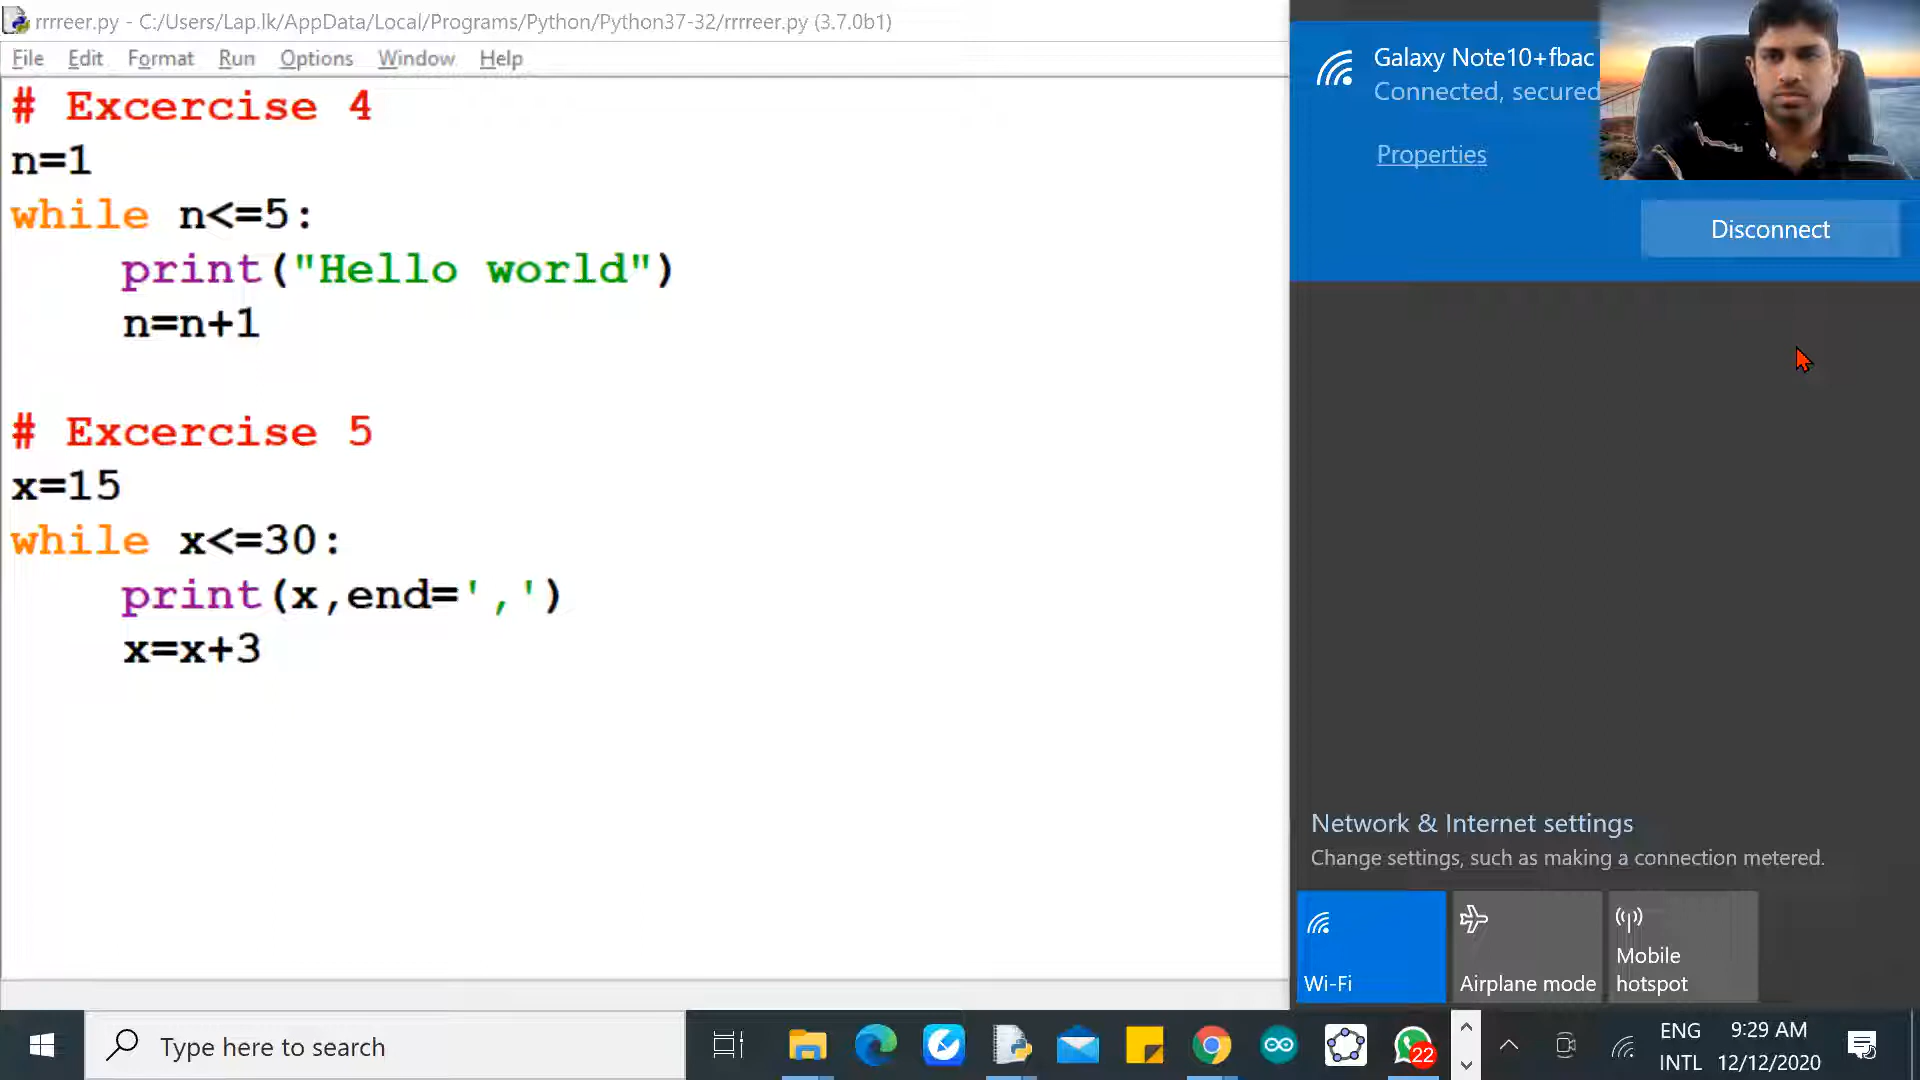 rrrreer.py - C:/Users/Lap.lk/AppData/Local/Programs/Python/Python37-32/rrrreer.py (3.7.0b1)
File Edit Format Run Options Window Help
# Excercise 4
n=1
while n<=5:
    print("Hello world")
    n=n+1
# Excercise 5
x=15
while x<=30:
    print(x,end=',')
    x=x+3
Galaxy Note10+fbac
Connected, secured
Properties
Disconnect
Network & Internet settings
Change settings, such as making a connection metered.
Wi-Fi
Airplane mode
Mobile
hotspot
Type here to search
22
ENG
INTL
9:29 AM
12/12/2020